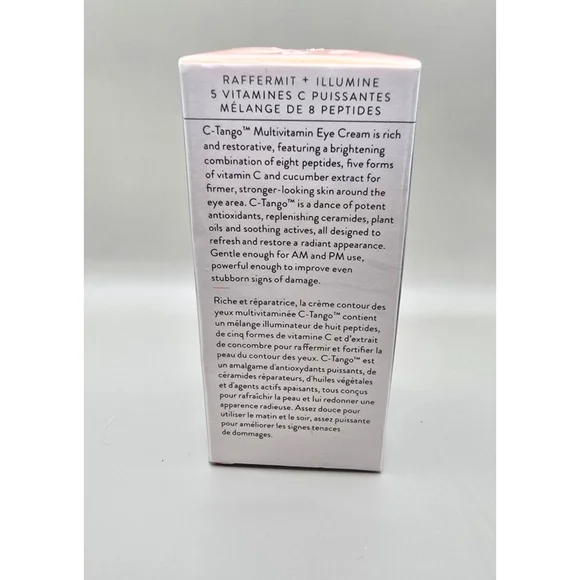 RAFFERMIT + ILLUMINE
5 VITAMINES C PUISSANTES
MÉLANGE DE 8 PEPTIDES
C-Tango™ Multivitamin Eye Cream is rich
and restorative, featuring a brightening
combination of eight peptides, five forms
of vitamin C and cucumber extract for
firmer, stronger-looking skin around the
eye area. C-Tango™ is a dance of potent
antioxidants, replenishing ceramides, plant
oils and soothing actives, all designed to
refresh and restore a radiant appearance.
Gentle enough for AM and PM use,
powerful enough to improve even
stubborn signs of damage.
Riche et réparatrice, la crème contour des
yeux multivitaminée C-Tango™ contient
un mélange illuminateur de huit peptides,
de cinq formes de vitamine C et d'extrait
de concombre pour raffermir et fortifier la
peau du contour des yeux. C-Tango™ est
un amalgame d'antioxydants puissants, de
céramides réparateurs, d'huiles végétales
et d'agents actifs apaisants, tous conçus
pour rafraîchir la peau et lui redonner une
apparence radieuse. Assez douce pour
utiliser le matin et le soir, assez puissante
pour améliorer les signes tenaces
de dommages.